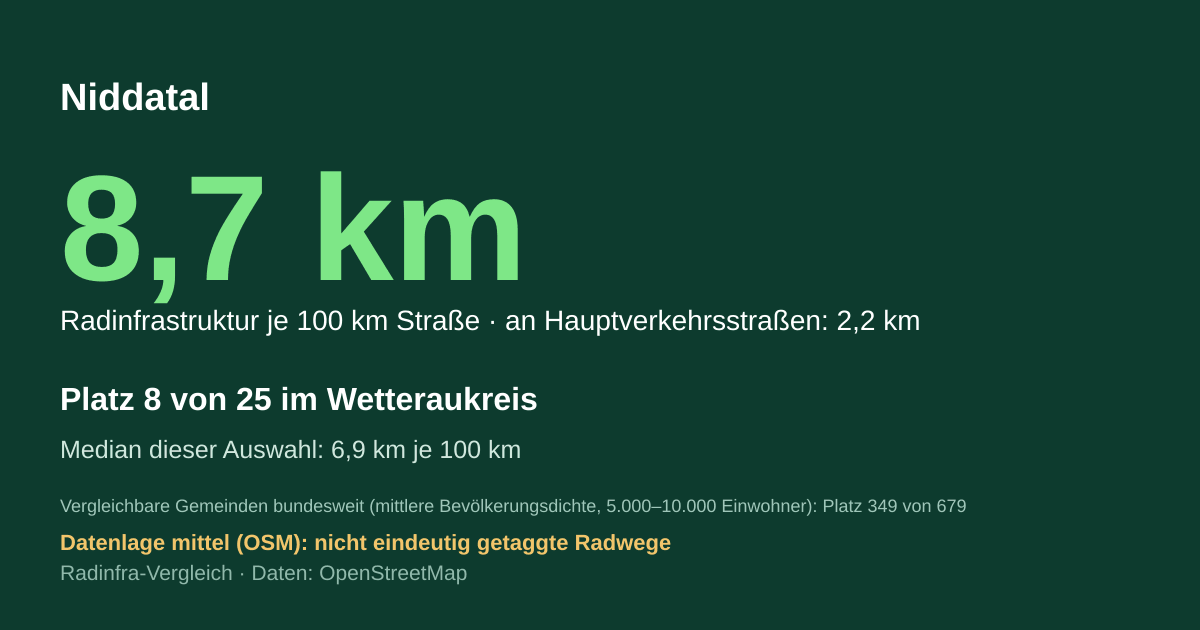 Niddatal
8,7 km
Radinfrastruktur je 100 km Straße · an Hauptverkehrsstraßen: 2,2 km
Platz 8 von 25 im Wetteraukreis
Median dieser Auswahl: 6,9 km je 100 km
Vergleichbare Gemeinden bundesweit (mittlere Bevölkerungsdichte, 5.000–10.000 Einwohner): Platz 349 von 679
Datenlage mittel (OSM): nicht eindeutig getaggte Radwege
Radinfra-Vergleich · Daten: OpenStreetMap